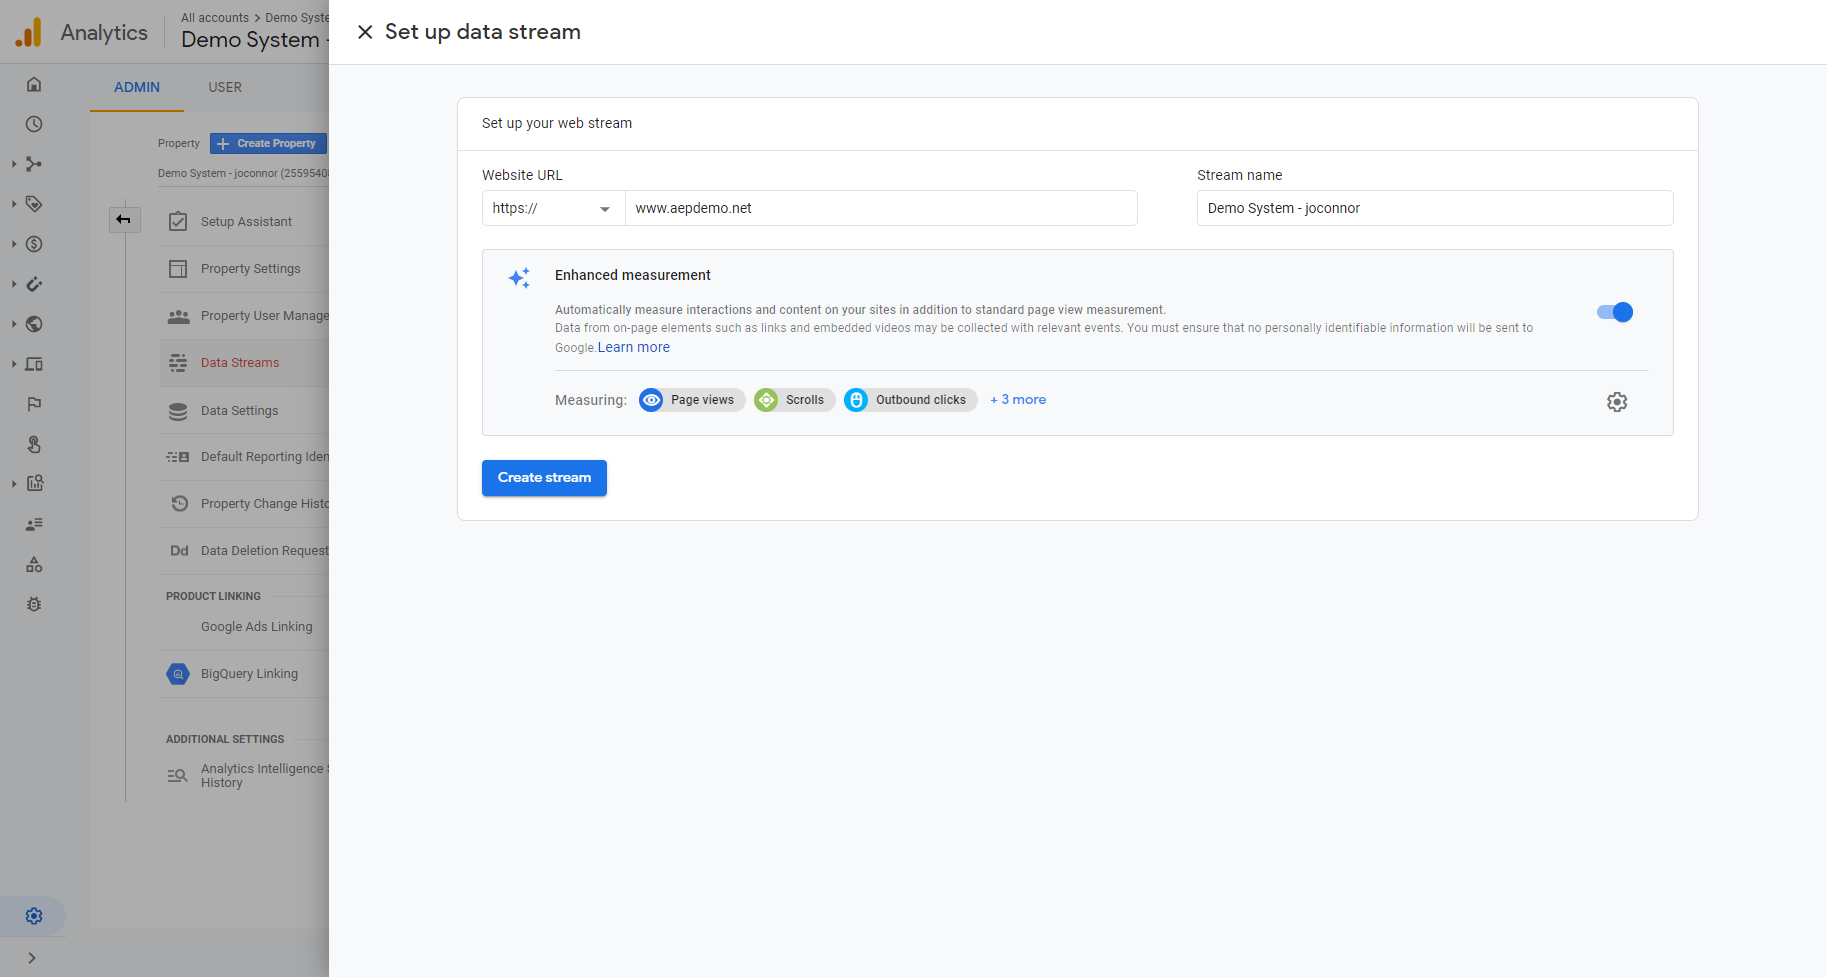 Analytics
All accounts > Demo Syste
Demo System -
Set up data stream
ADMIN
USER
Property
Create Property
Demo System - joconnor (2559540
Setup Assistant
Property Settings
Property User Manage
Data Streams
Data Settings
Default Reporting Iden
Property Change Histo
Dd Data Deletion Request
PRODUCT LINKING
Google Ads Linking
BigQuery Linking
ADDITIONAL SETTINGS
Analytics Intelligence S
History
Set up your web stream
Website URL
Stream name
https://
www.aepdemo.net
Demo System - joconnor
Enhanced measurement
Automatically measure interactions and content on your sites in addition to standard page view measurement.
Data from on-page elements such as links and embedded videos may be collected with relevant events. You must ensure that no personally identifiable information will be sent to
Google.Learn more
Measuring:
Page views
Scrolls
Outbound clicks
+ 3 more
Create stream